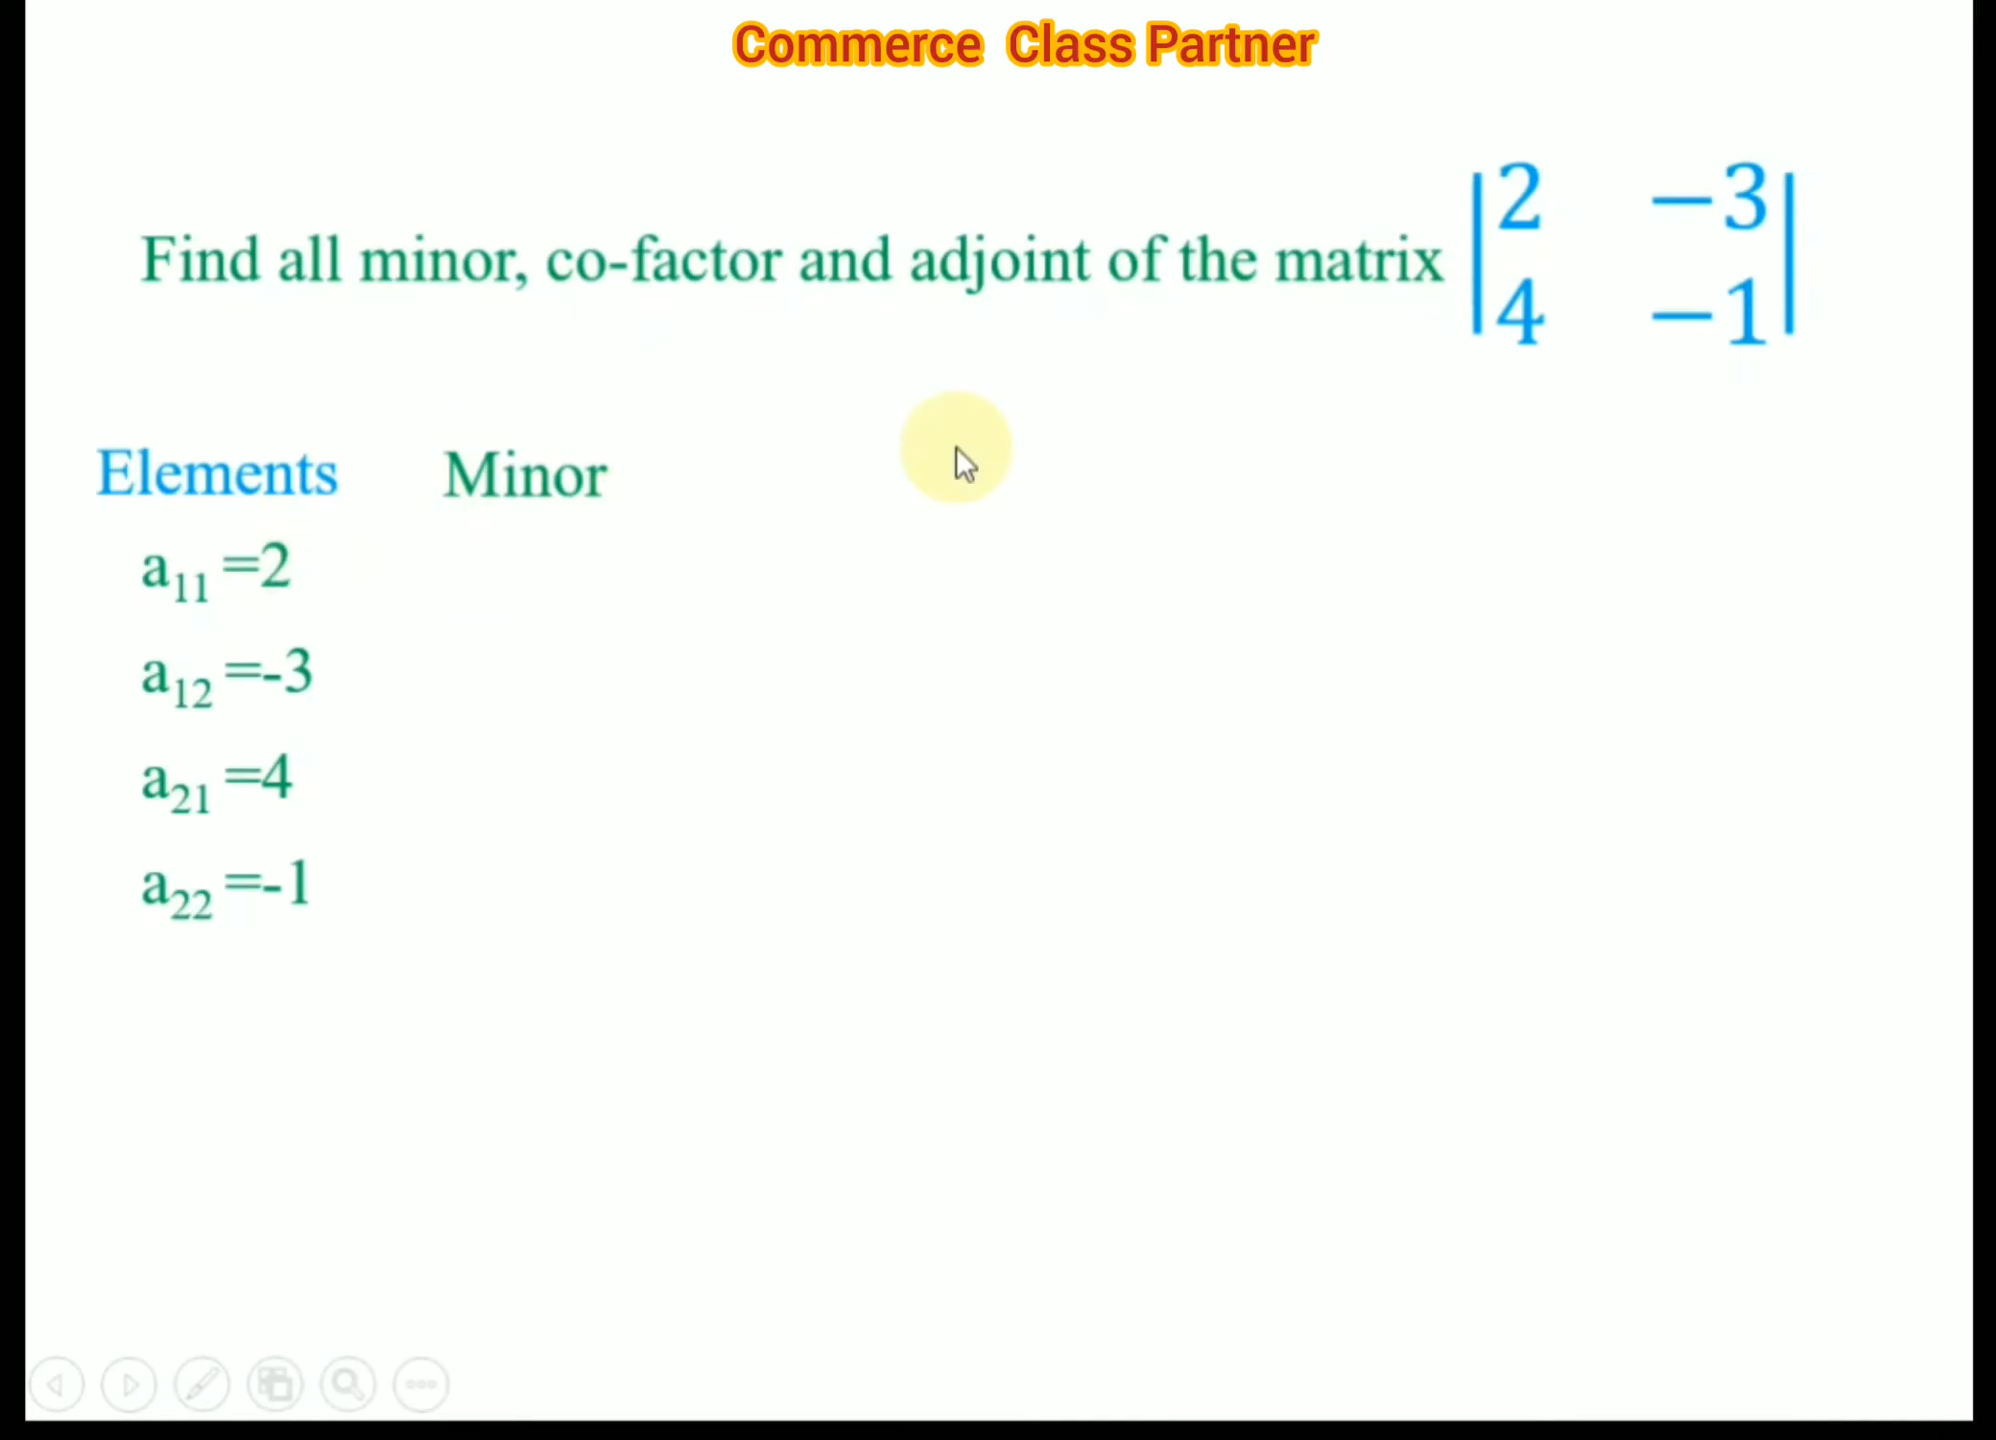 Commerce Class Partner
Find all minor, co-factor and adjoint of the matrix |2 −3|
|4 −1|
Elements Minor
a₁₁ =2
a₁₂ =-3
a₂₁ =4
a₂₂ =-1